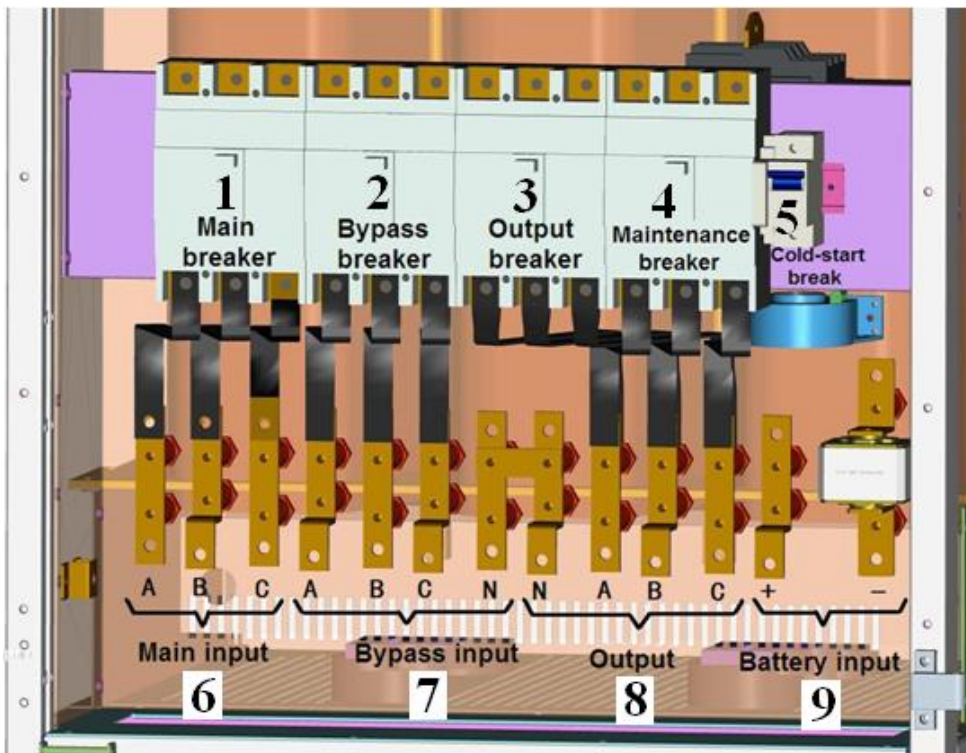 1
Main
breaker
2
Bypass
breaker
3
Output
breaker
4
Maintenance
breaker
5
Cold-start
break
A B C A B C N N A B C + −
Main input
Bypass input
Output
Battery input
6
7
8
9